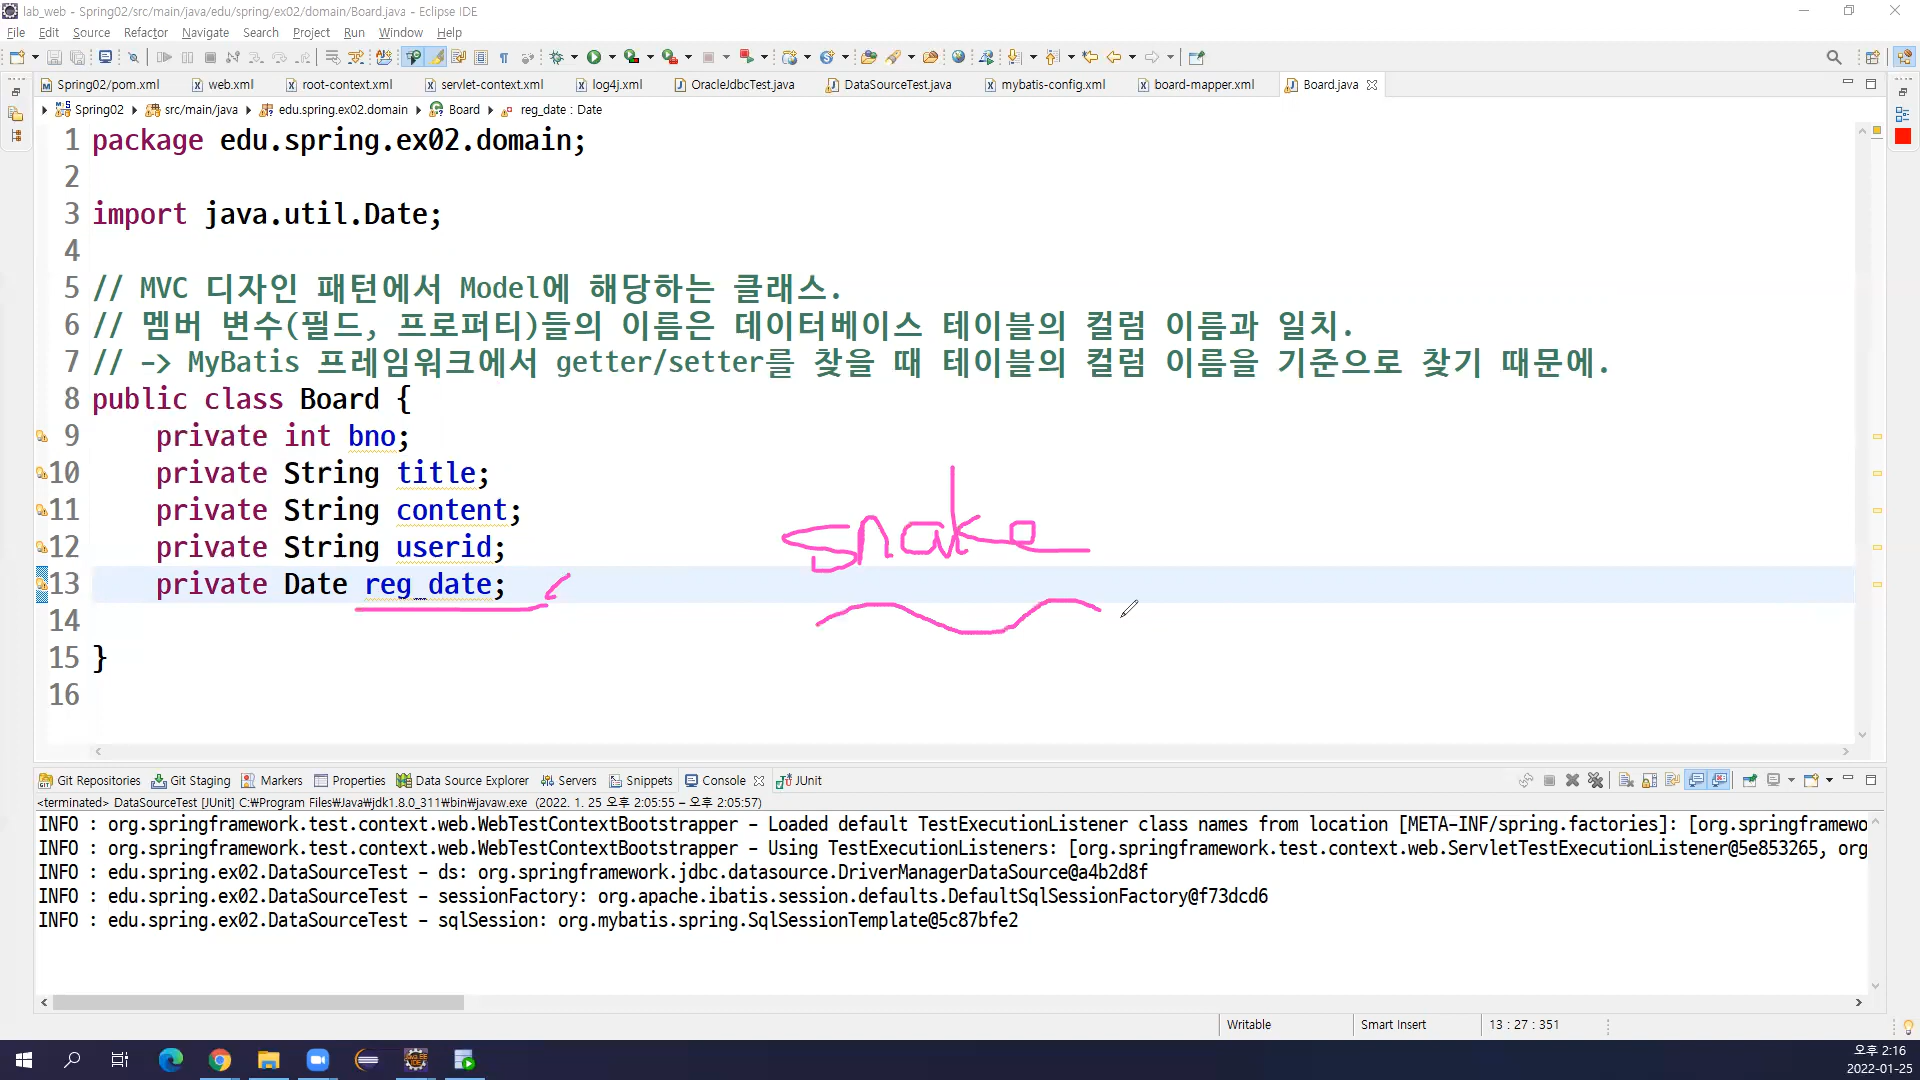 lab_web - Spring02/src/main/java/edu/spring/ex02/domain/Board.java - Eclipse IDE
File Edit Source Refactor Navigate Search Project Run Window Help
Spring02/pom.xml web.xml root-context.xml servlet-context.xml log4j.xml OracleJdbcTest.java DataSourceTest.java mybatis-config.xml board-mapper.xml Board.java
Spring02 src/main/java edu.spring.ex02.domain Board reg_date : Date
1 package edu.spring.ex02.domain;
2
3 import java.util.Date;
4
5 // MVC 디자인 패턴에서 Model에 해당하는 클래스.
6 // 멤버 변수(필드, 프로퍼티)들의 이름은 데이터베이스 테이블의 컬럼 이름과 일치.
7 // -> MyBatis 프레임워크에서 getter/setter를 찾을 때 테이블의 컬럼 이름을 기준으로 찾기 때문에.
8 public class Board {
9 private int bno;
10 private String title;
11 private String content;
12 private String userid;
snake
13 private Date reg_date;
14
15 }
16
Git Repositories Git Staging Markers Properties Data Source Explorer Servers Snippets Console JUnit
<terminated> DataSourceTest [JUnit] C:₩Program Files₩Java₩jdk1.8.0_311₩bin₩javaw.exe (2022. 1. 25 오후 2:05:55 – 오후 2:05:57)
INFO : org.springframework.test.context.web.WebTestContextBootstrapper - Loaded default TestExecutionListener class names from location [META-INF/spring.factories]: [org.springframewo
INFO : org.springframework.test.context.web.WebTestContextBootstrapper - Using TestExecutionListeners: [org.springframework.test.context.web.ServletTestExecutionListener@5e853265, org
INFO : edu.spring.ex02.DataSourceTest - ds: org.springframework.jdbc.datasource.DriverManagerDataSource@a4b2d8f
INFO : edu.spring.ex02.DataSourceTest - sessionFactory: org.apache.ibatis.session.defaults.DefaultSqlSessionFactory@f73dcd6
INFO : edu.spring.ex02.DataSourceTest - sqlSession: org.mybatis.spring.SqlSessionTemplate@5c87bfe2
Writable Smart Insert 13 : 27 : 351
오후 2:16
2022-01-25